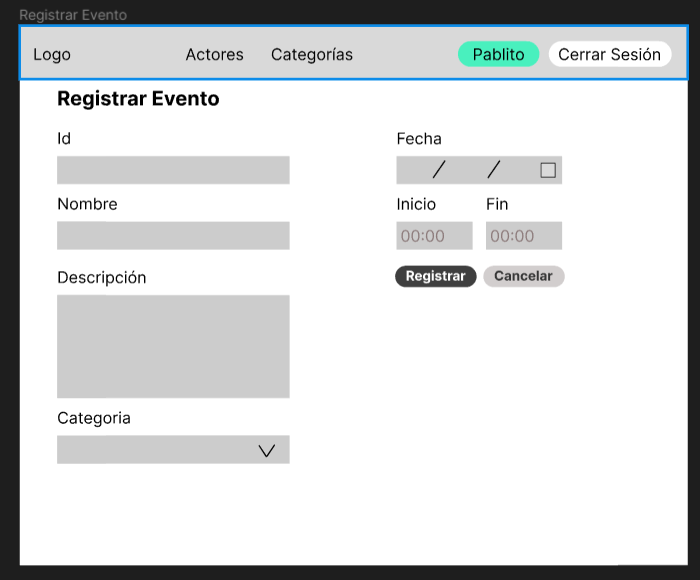 Registrar Evento
Logo Actores Categorías Pablito Cerrar Sesión
Registrar Evento
Id
Nombre
Descripción
Categoria
Fecha
/ /
Inicio Fin
00:00 00:00
Registrar Cancelar